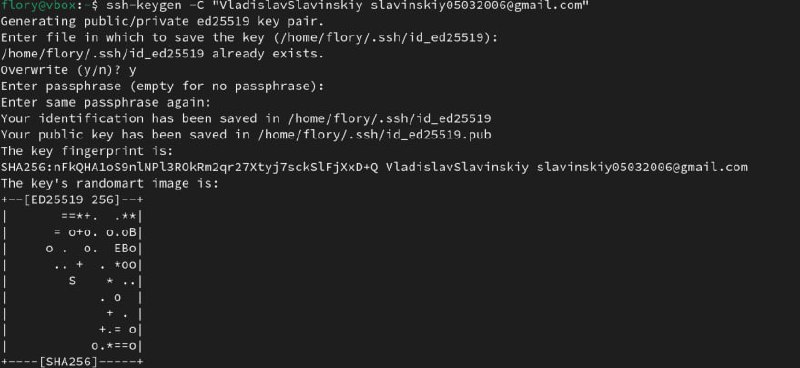 flory@vbox:~$ ssh-keygen -C "VladislavSlavinskiy slavinskiy05032006@gmail.com"
Generating public/private ed25519 key pair.
Enter file in which to save the key (/home/flory/.ssh/id_ed25519):
/home/flory/.ssh/id_ed25519 already exists.
Overwrite (y/n)? y
Enter passphrase (empty for no passphrase):
Enter same passphrase again:
Your identification has been saved in /home/flory/.ssh/id_ed25519
Your public key has been saved in /home/flory/.ssh/id_ed25519.pub
The key fingerprint is:
SHA256:nFkQHA1oS9nlNPl3ROkRm2qr27Xtyj7sckSlFjXxD+Q VladislavSlavinskiy slavinskiy05032006@gmail.com
The key's randomart image is:
+--[ED25519 256]--+
|       ==*+.  .**|
|      = o+o. o.oB|
|     o .  o.  EBo|
|      .. +  . *oo|
|        S    * ..|
|            . o  |
|             + . |
|            +.= o|
|           o.*==o|
+----[SHA256]-----+